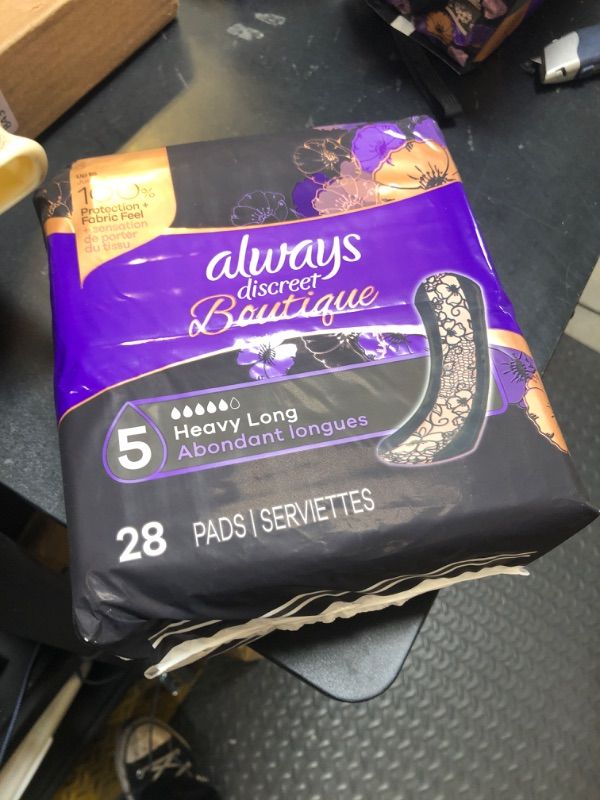 Up to
100%
Protection +
Fabric Feel
+ sensation
de porter
du tissu
always
discreet
Boutique
5
Heavy Long
Abondant longues
28 PADS | SERVIETTES